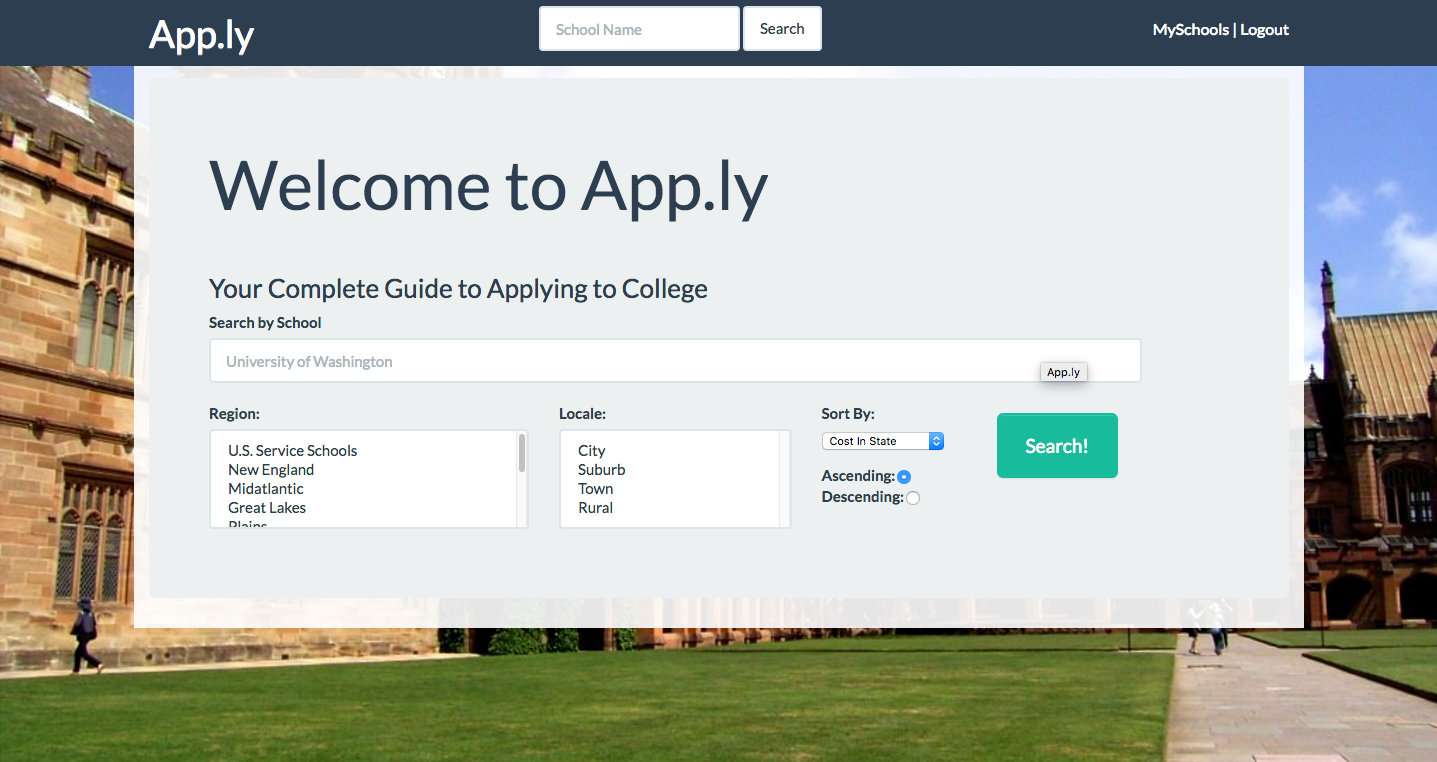 App.ly
School Name
Search
MySchools | Logout
Welcome to App.ly
Your Complete Guide to Applying to College
Search by School
University of Washington
App.ly
Region:
U.S. Service Schools
New England
Midatlantic
Great Lakes
Plains
Locale:
City
Suburb
Town
Rural
Sort By:
Cost In State
Ascending:
Descending:
Search!